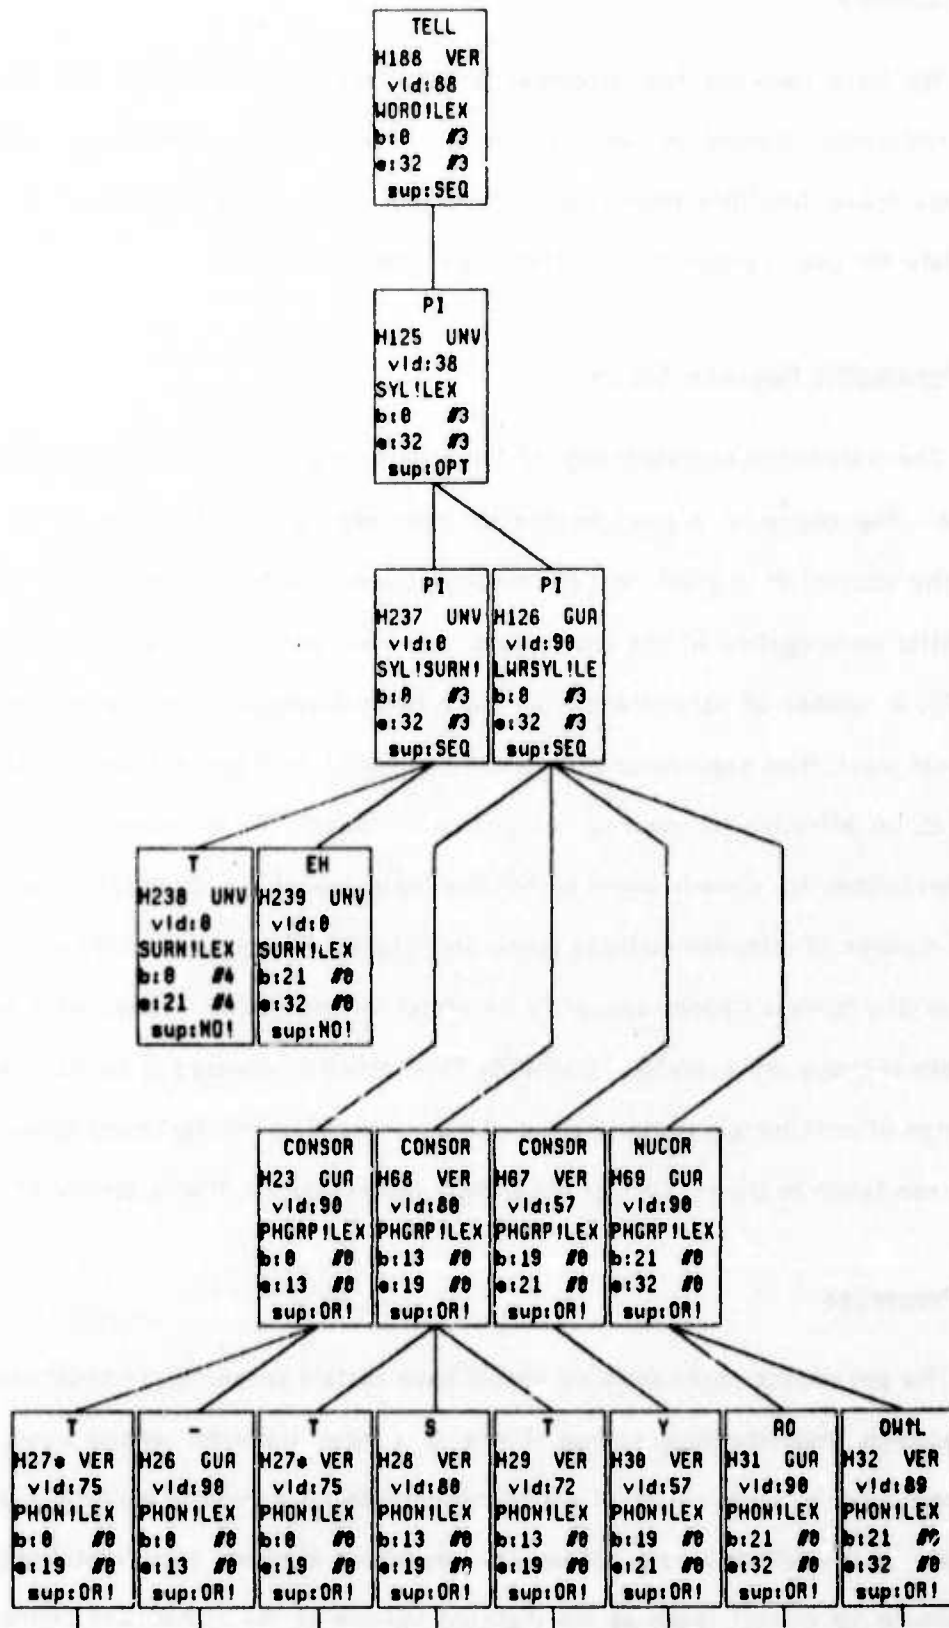 TELL
H188 VER
vld:88
WORD!LEX
b:0 #3
e:32 #3
sup:SEQ
PI
H125 UNV
vld:38
SYL!LEX
b:0 #3
e:32 #3
sup:OPT
PI
H237 UNV
vld:0
SYL!SURN!
b:0 #3
e:32 #3
sup:SEQ
PI
H126 GUA
vld:90
LWRSYL!LE
b:0 #3
e:32 #3
sup:SEQ
T
H238 UNV
vld:0
SURN!LEX
b:0 #4
e:21 #4
sup:NO!
EH
H239 UNV
vld:0
SURN!LEX
b:21 #0
e:32 #0
sup:NO!
CONSOR
H23 GUA
vld:90
PHGRP!LEX
b:0 #0
e:13 #0
sup:OR!
CONSOR
H68 VER
vld:80
PHGRP!LEX
b:13 #0
e:19 #0
sup:OR!
CONSOR
H67 VER
vld:57
PHGRP!LEX
b:19 #0
e:21 #0
sup:OR!
NUCOR
H69 GUA
vld:90
PHGRP!LEX
b:21 #0
e:32 #0
sup:OR!
T
H27* VER
vld:75
PHON!LEX
b:0 #0
e:19 #0
sup:OR!
-
H26 GUA
vld:90
PHON!LEX
b:0 #0
e:13 #0
sup:OR!
T
H27* VER
vld:75
PHON!LEX
b:0 #0
e:19 #0
sup:OR!
S
H28 VER
vld:80
PHON!LEX
b:13 #0
e:19 #0
sup:OR!
T
H29 VER
vld:72
PHON!LEX
b:13 #0
e:19 #0
sup:OR!
Y
H30 VER
vld:57
PHON!LEX
b:19 #0
e:21 #0
sup:OR!
AO
H31 GUA
vld:90
PHON!LEX
b:21 #0
e:32 #0
sup:OR!
OW↑L
H32 VER
vld:89
PHON!LEX
b:21 #0
e:32 #0
sup:OR!